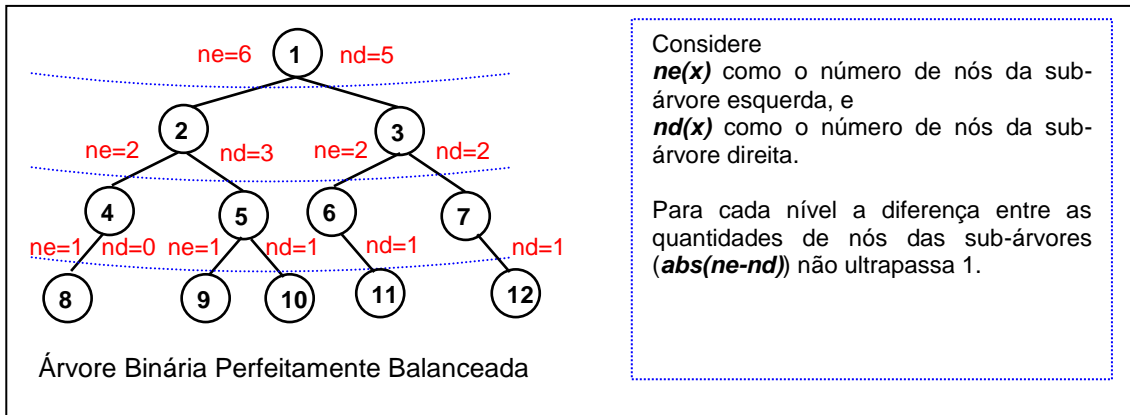 ne=6 1 nd=5
2 3
ne=2 nd=3 ne=2 nd=2
4 5 6 7
ne=1 nd=0 ne=1 nd=1 nd=1 nd=1
8 9 10 11 12
Árvore Binária Perfeitamente Balanceada
Considere
ne(x) como o número de nós da sub-
árvore esquerda, e
nd(x) como o número de nós da sub-
árvore direita.
Para cada nível a diferença entre as
quantidades de nós das sub-árvores
(abs(ne-nd)) não ultrapassa 1.